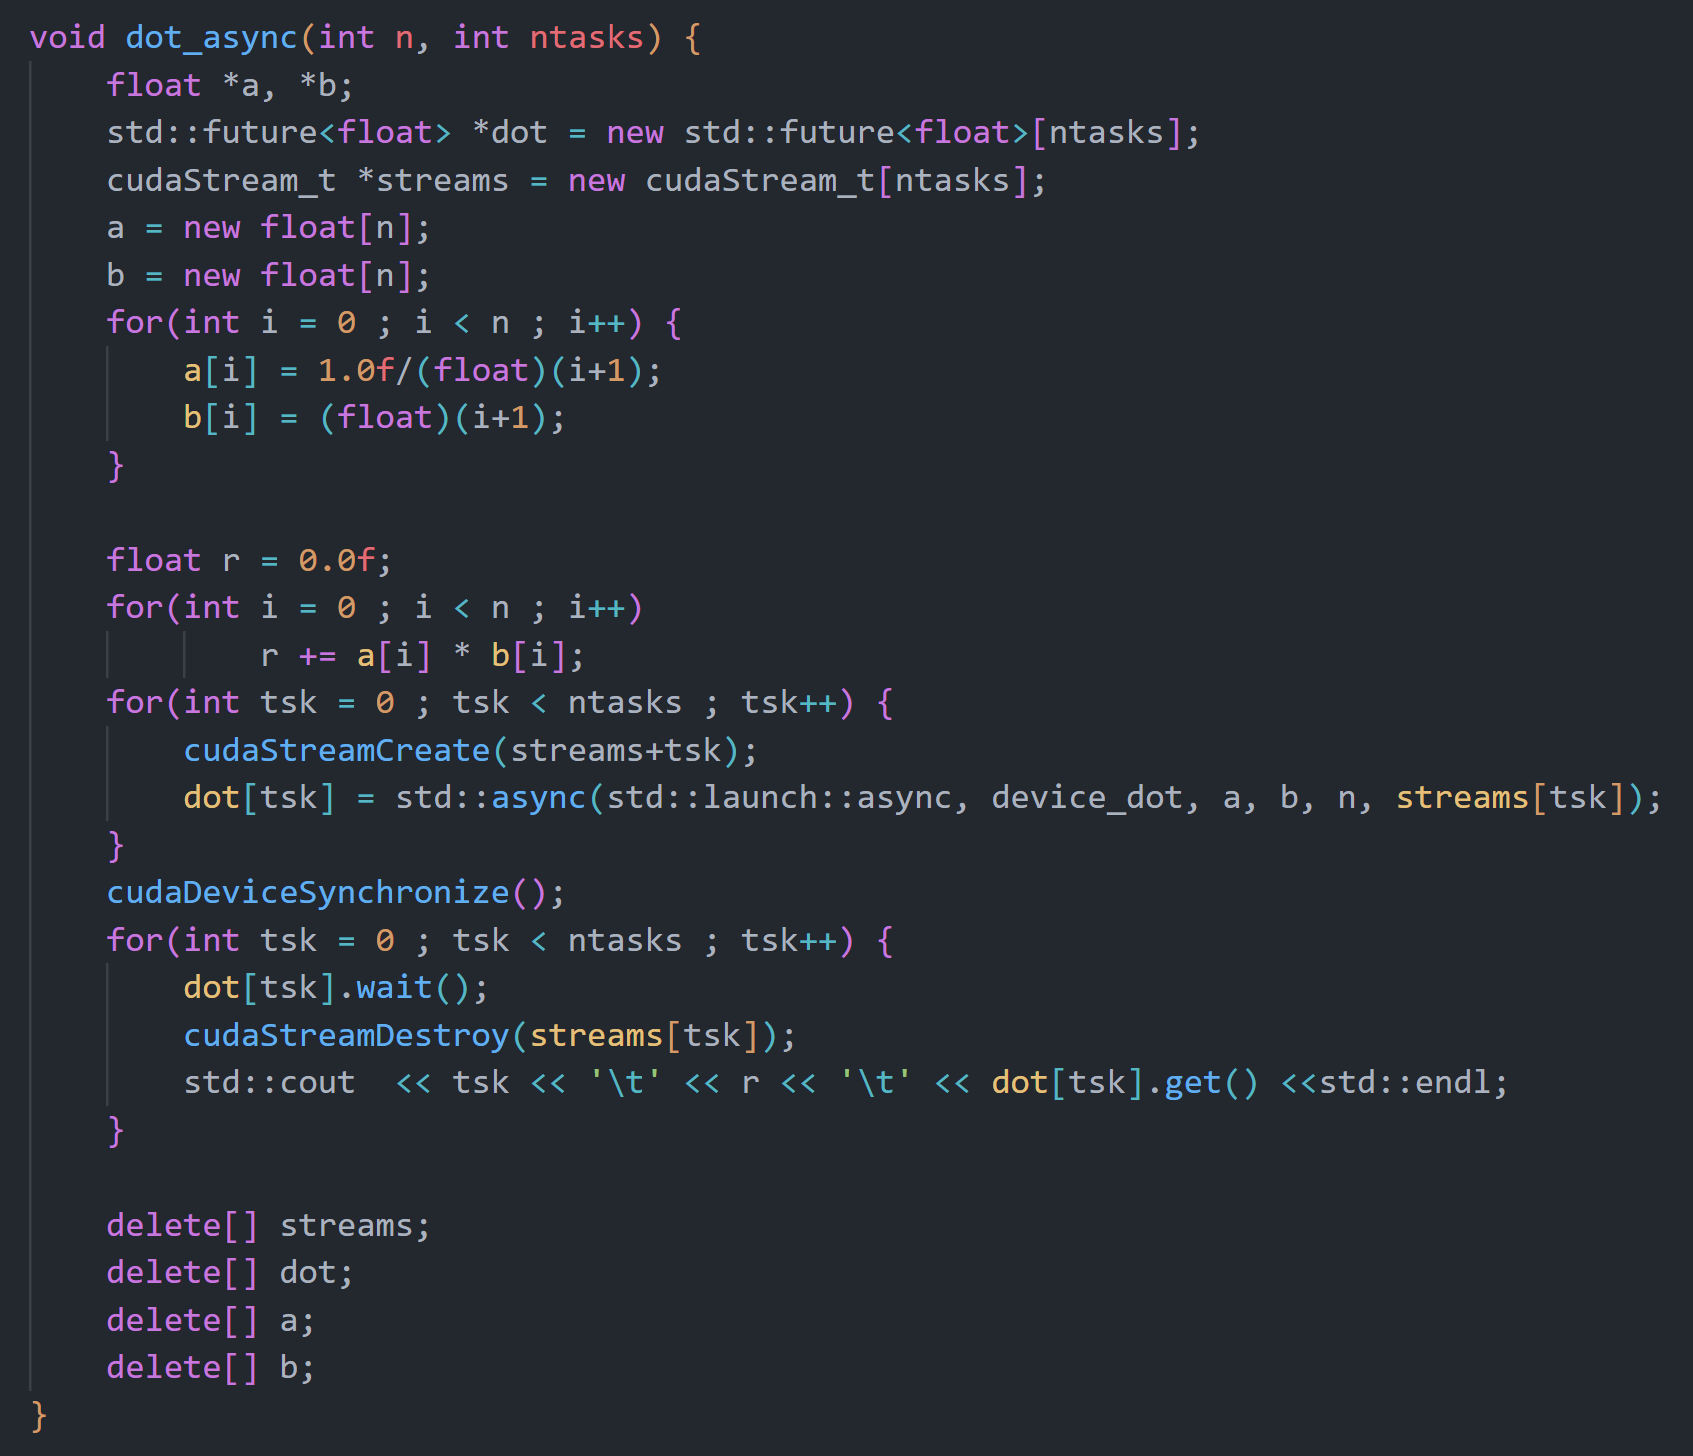 void dot_async(int n, int ntasks) {
    float *a, *b;
    std::future<float> *dot = new std::future<float>[ntasks];
    cudaStream_t *streams = new cudaStream_t[ntasks];
    a = new float[n];
    b = new float[n];
    for(int i = 0 ; i < n ; i++) {
        a[i] = 1.0f/(float)(i+1);
        b[i] = (float)(i+1);
    }

    float r = 0.0f;
    for(int i = 0 ; i < n ; i++)
            r += a[i] * b[i];
    for(int tsk = 0 ; tsk < ntasks ; tsk++) {
        cudaStreamCreate(streams+tsk);
        dot[tsk] = std::async(std::launch::async, device_dot, a, b, n, streams[tsk]);
    }
    cudaDeviceSynchronize();
    for(int tsk = 0 ; tsk < ntasks ; tsk++) {
        dot[tsk].wait();
        cudaStreamDestroy(streams[tsk]);
        std::cout  << tsk << '\t' << r << '\t' << dot[tsk].get() <<std::endl;
    }

    delete[] streams;
    delete[] dot;
    delete[] a;
    delete[] b;
}